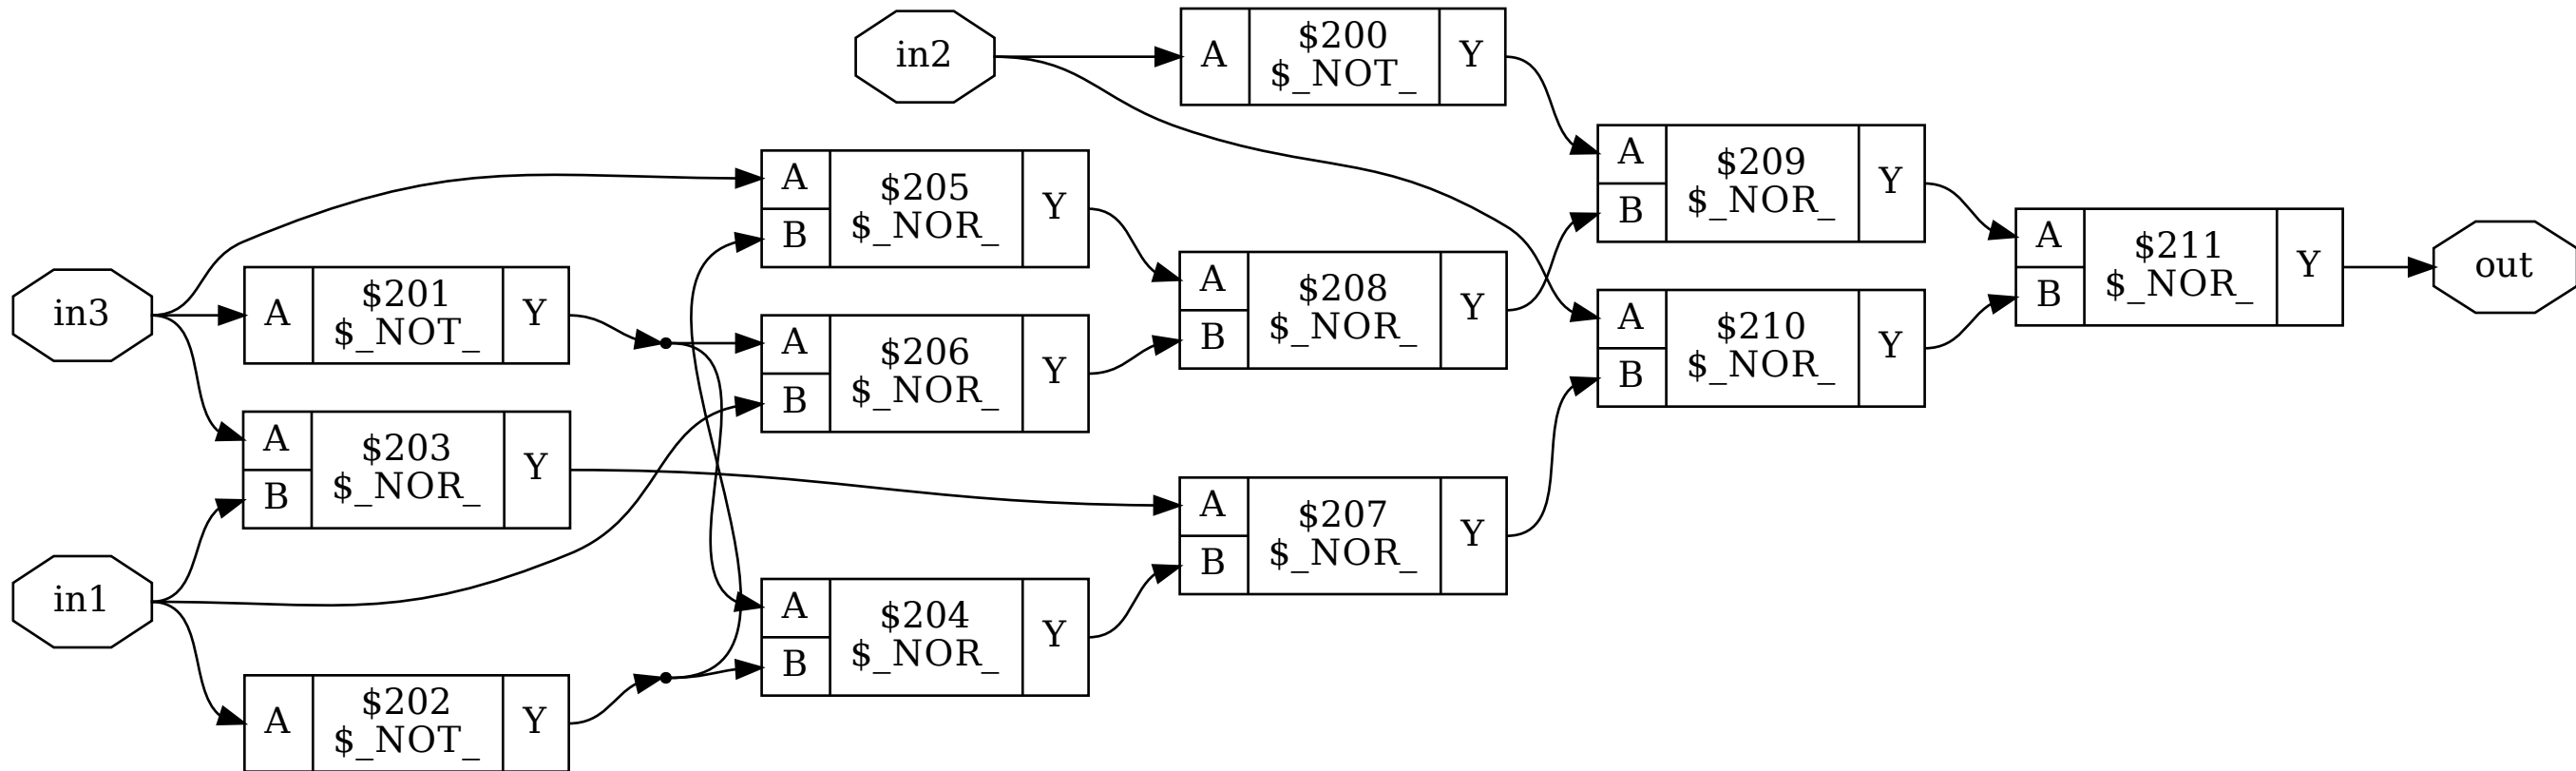 in2
A
$200
$_NOT_
Y
A
B
$205
$_NOR_
Y
A
B
$209
$_NOR_
Y
in3
A
$201
$_NOT_
Y
A
B
$206
$_NOR_
Y
A
B
$208
$_NOR_
Y
A
B
$210
$_NOR_
Y
A
B
$211
$_NOR_
Y
out
A
B
$203
$_NOR_
Y
A
B
$207
$_NOR_
Y
in1
A
B
$204
$_NOR_
Y
A
$202
$_NOT_
Y